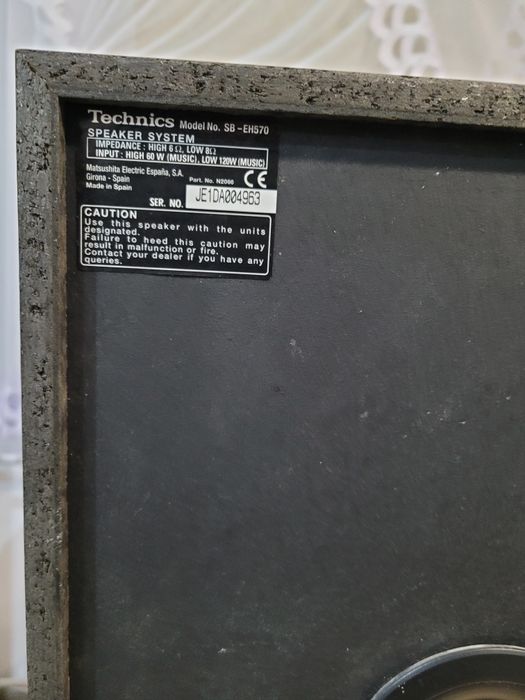 Technics Model No. SB-EH570
SPEAKER SYSTEM
IMPEDANCE : HIGH 6Ω, LOW 8Ω
INPUT : HIGH 60 W (MUSIC), LOW 120W (MUSIC)
Matsushita Electric España, S.A.
Girona - Spain Part. No. N2066
Made in Spain CE
SER. NO. JE1DA004963
CAUTION
Use this speaker with the units
designated.
Failure to heed this caution may
result in malfunction or fire.
Contact your dealer if you have any
queries.